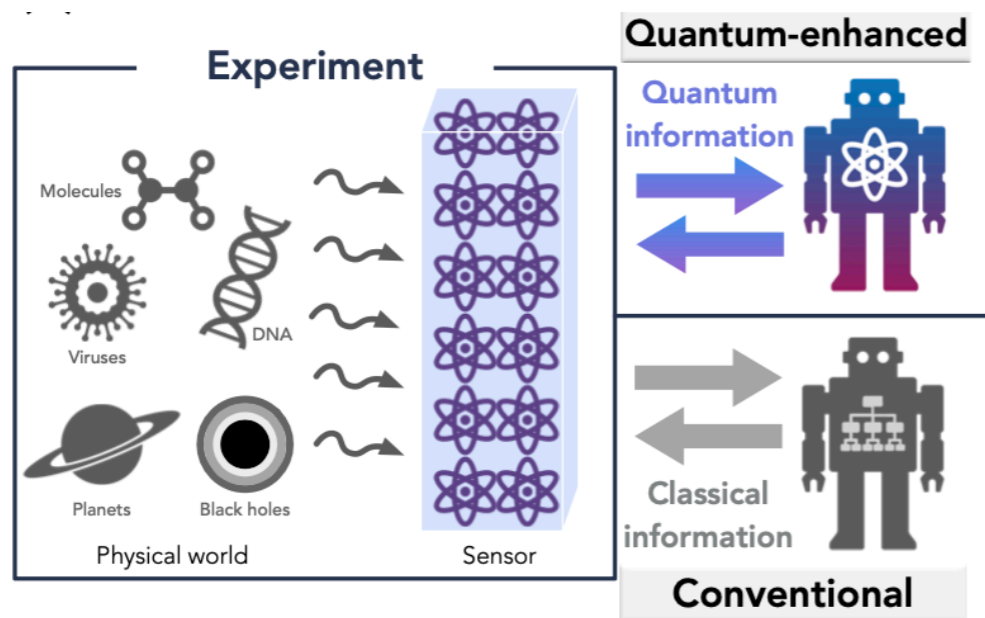 Quantum-enhanced
Experiment
Quantum
information
Molecules
DNA
Viruses
Planets
Black holes
Classical
information
Physical world
Sensor
Conventional